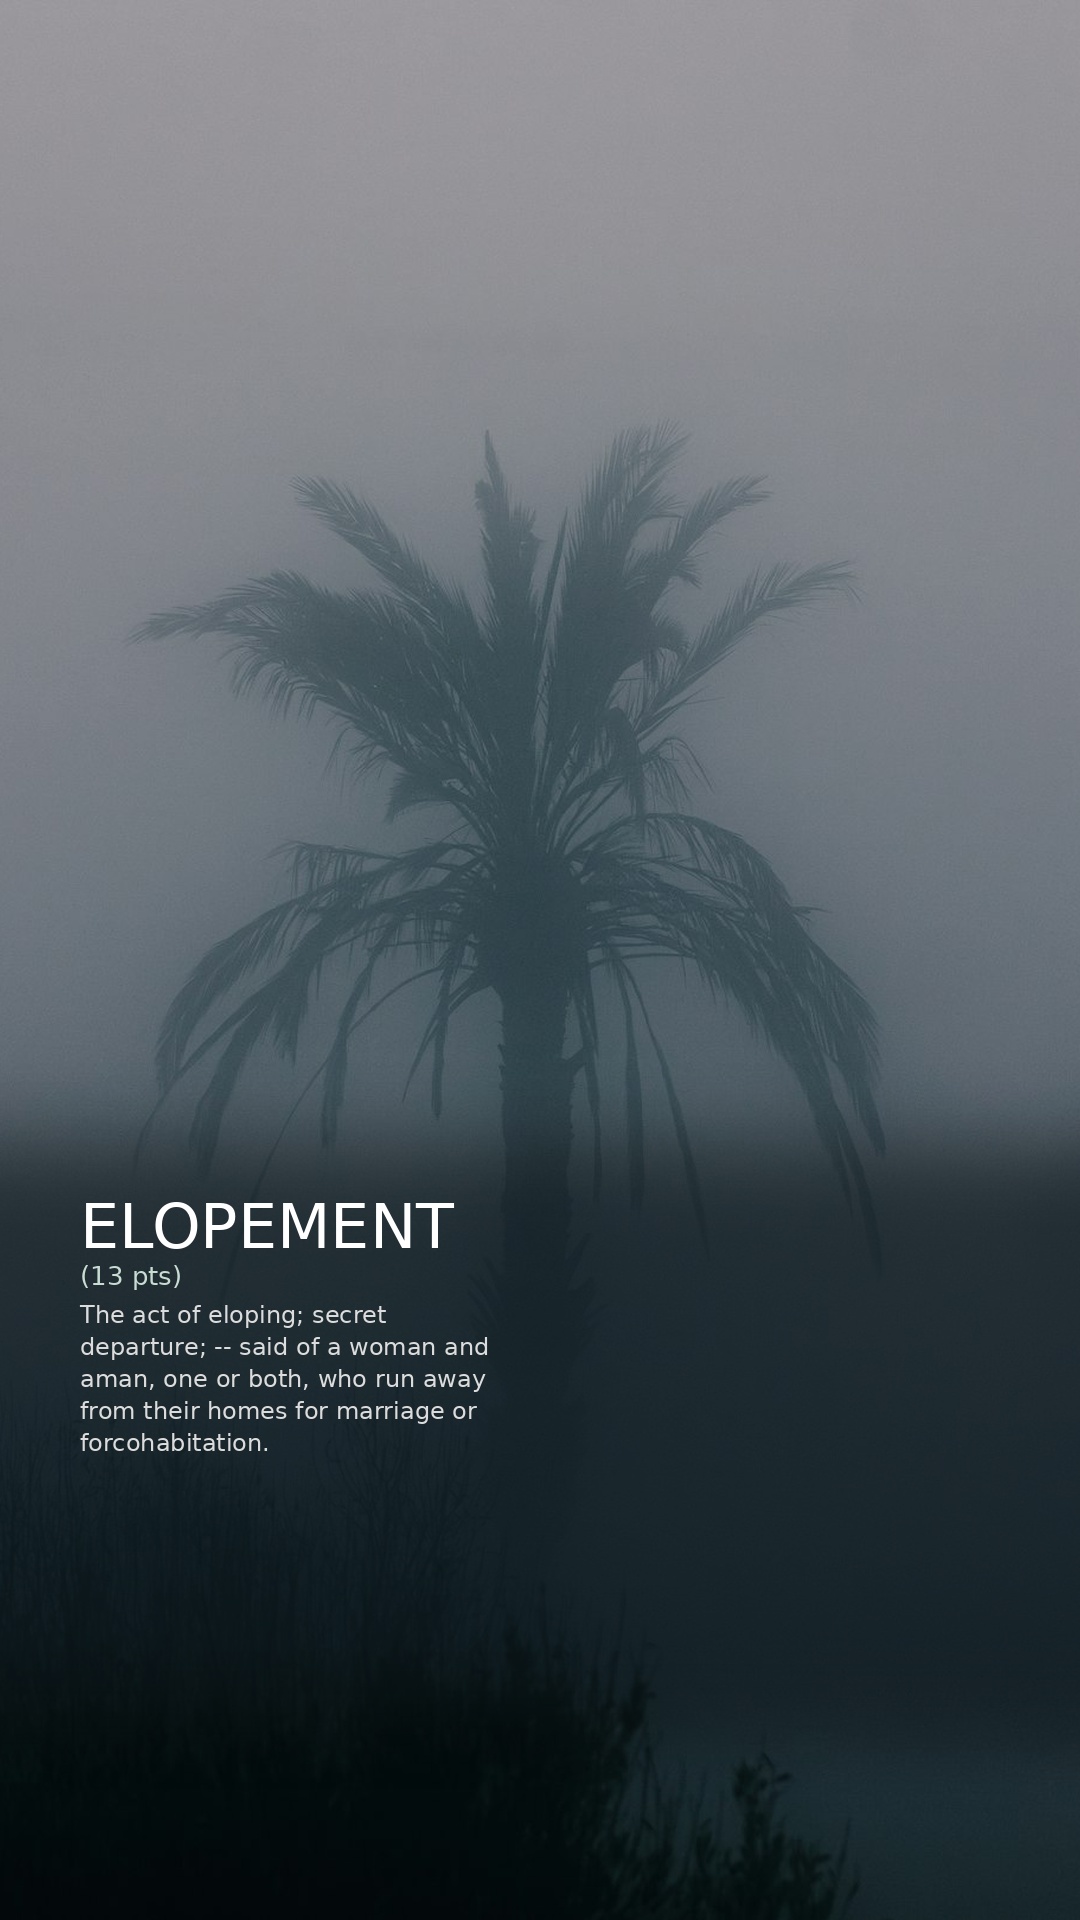 ELOPEMENT
(13 pts)
The act of eloping; secret
departure; -- said of a woman and
aman, one or both, who run away
from their homes for marriage or
forcohabitation.